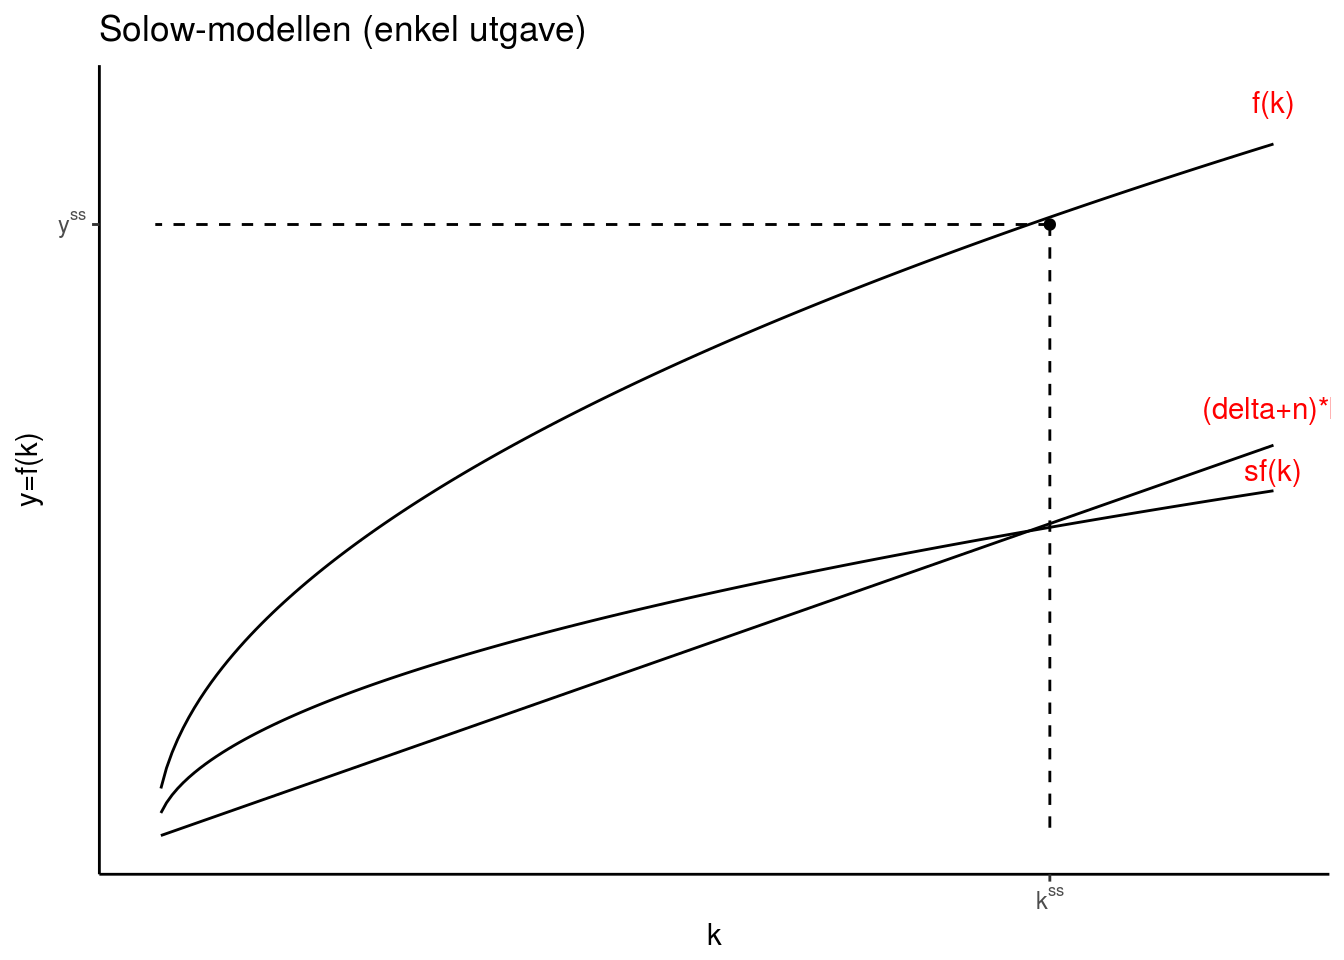 Solow-modellen (enkel utgave)
f(k)
y^ss
(delta+n)*
sf(k)
y=f(k)
k^ss
k